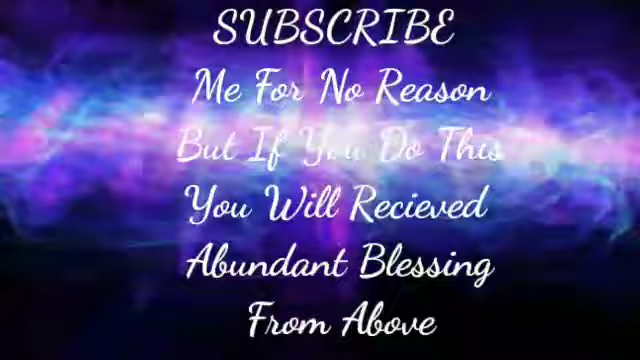 SUBSCRIBE
Me For No Reason
But If You Do This
You Will Recieved
Abundant Blessing
From Above